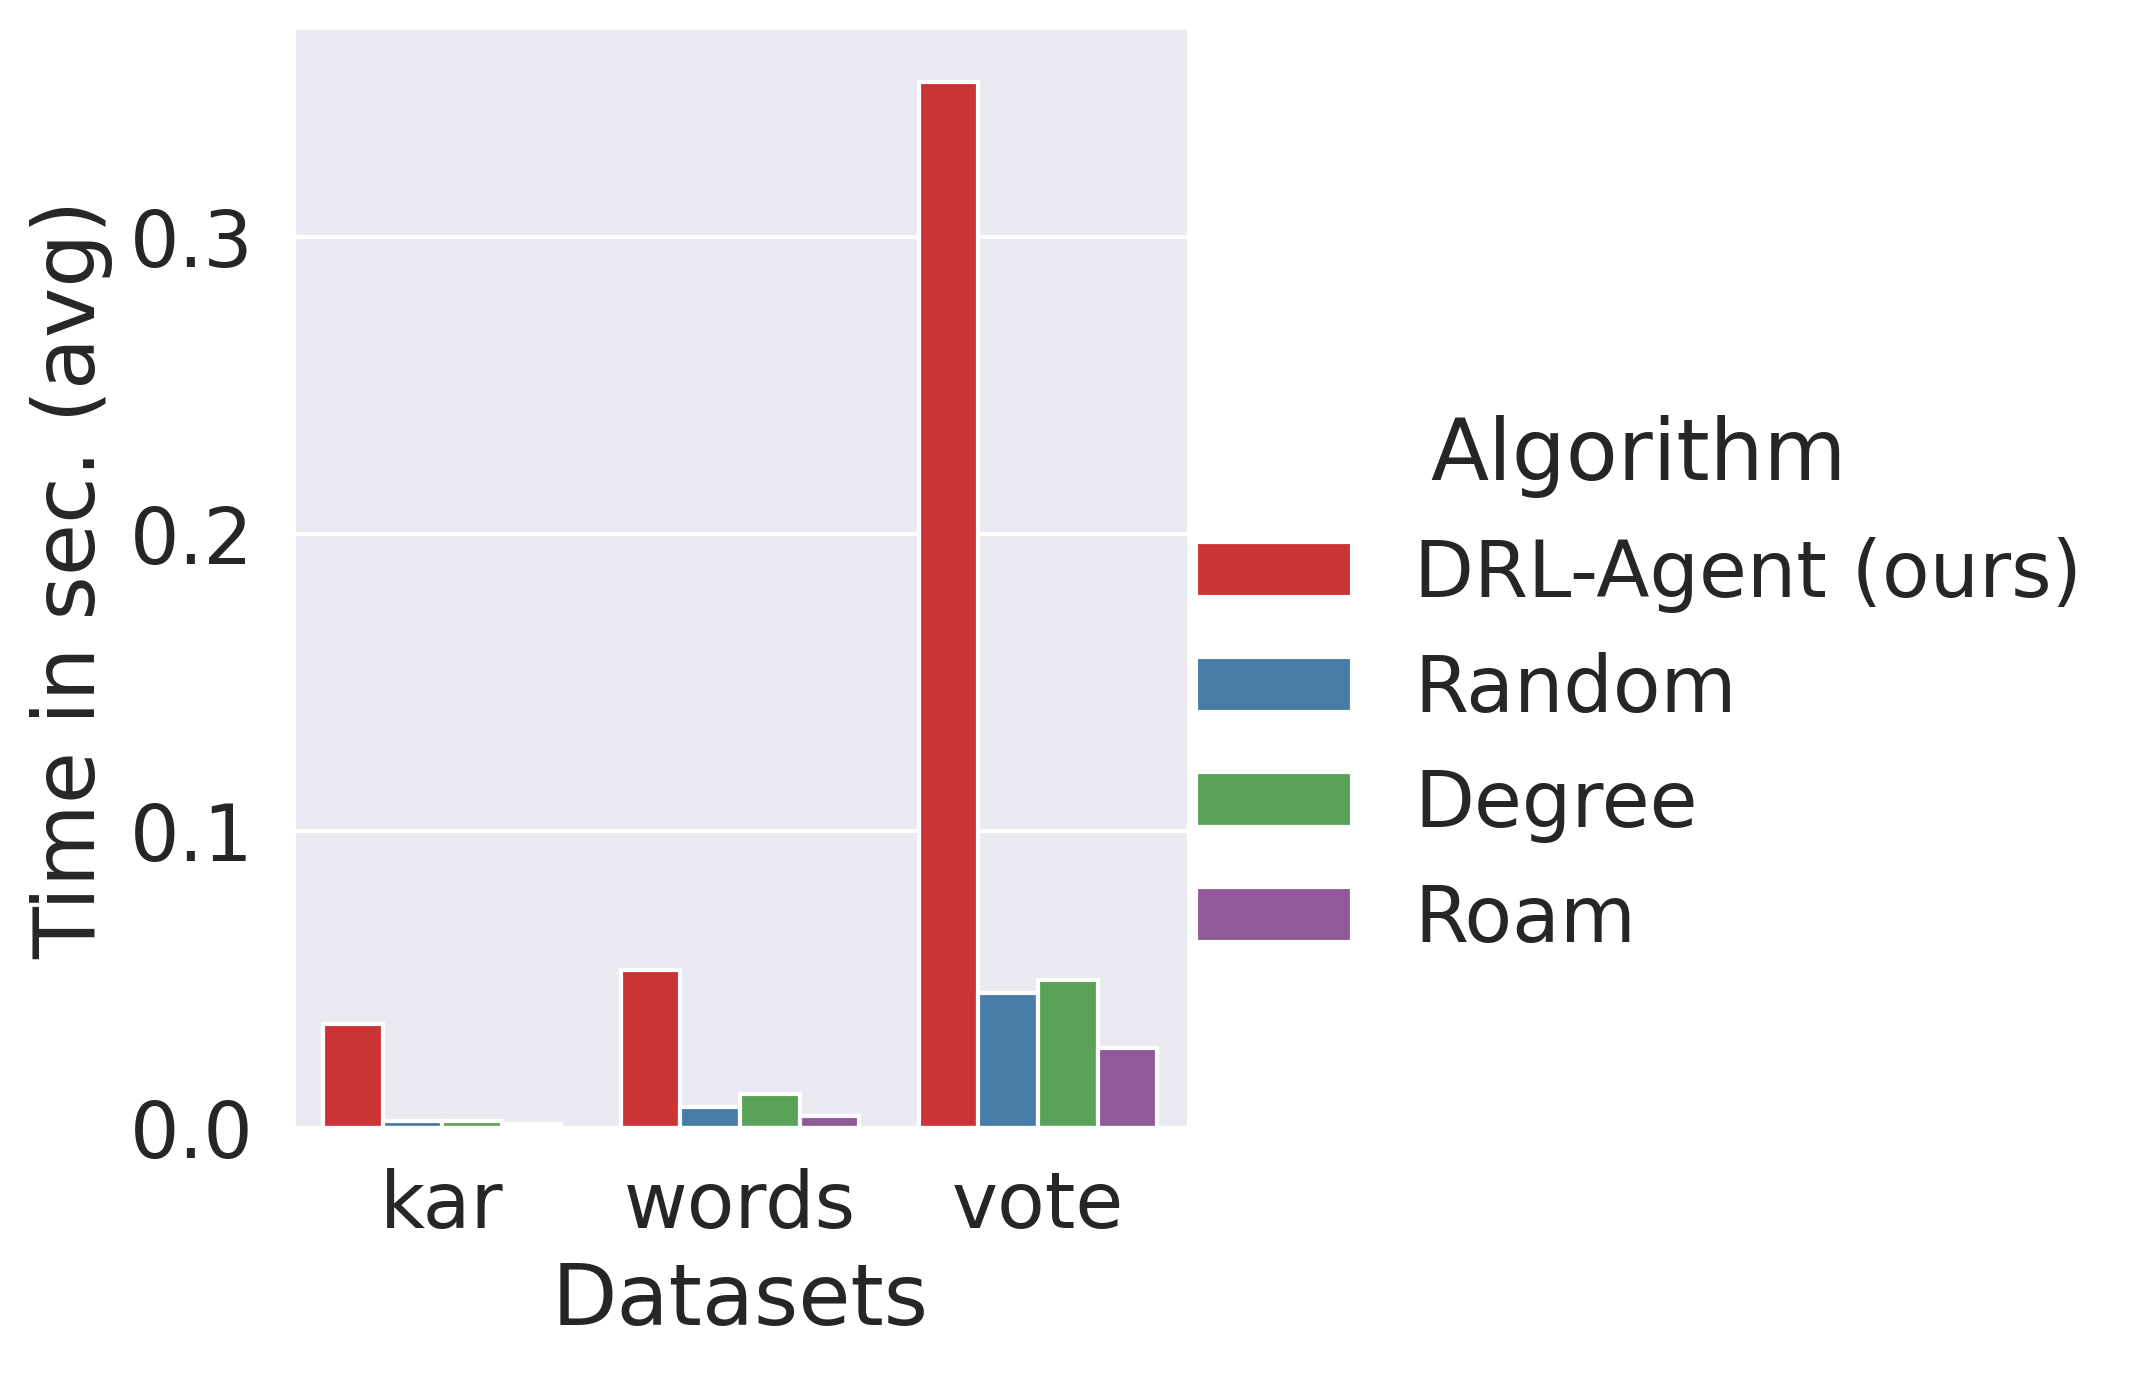 Time in sec. (avg)
0.3
0.2
0.1
0.0
kar
words
vote
Datasets
Algorithm
DRL-Agent (ours)
Random
Degree
Roam